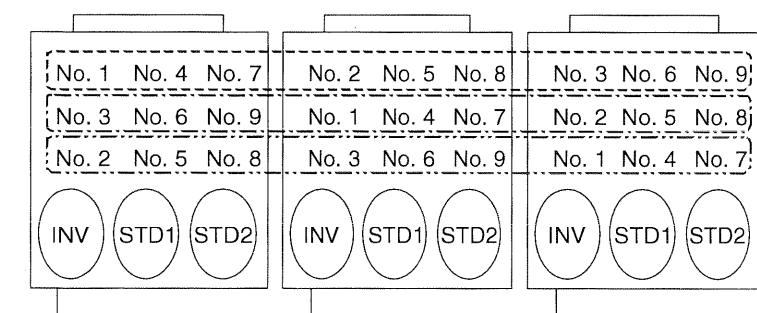 No. 1 No. 4 No. 7 No. 2 No. 5 No. 8 No. 3 No. 6 No. 9
No. 3 No. 6 No. 9 No. 1 No. 4 No. 7 No. 2 No. 5 No. 8
No. 2 No. 5 No. 8 No. 3 No. 6 No. 9 No. 1 No. 4 No. 7
INV STD1 STD2 INV STD1 STD2 INV STD1 STD2